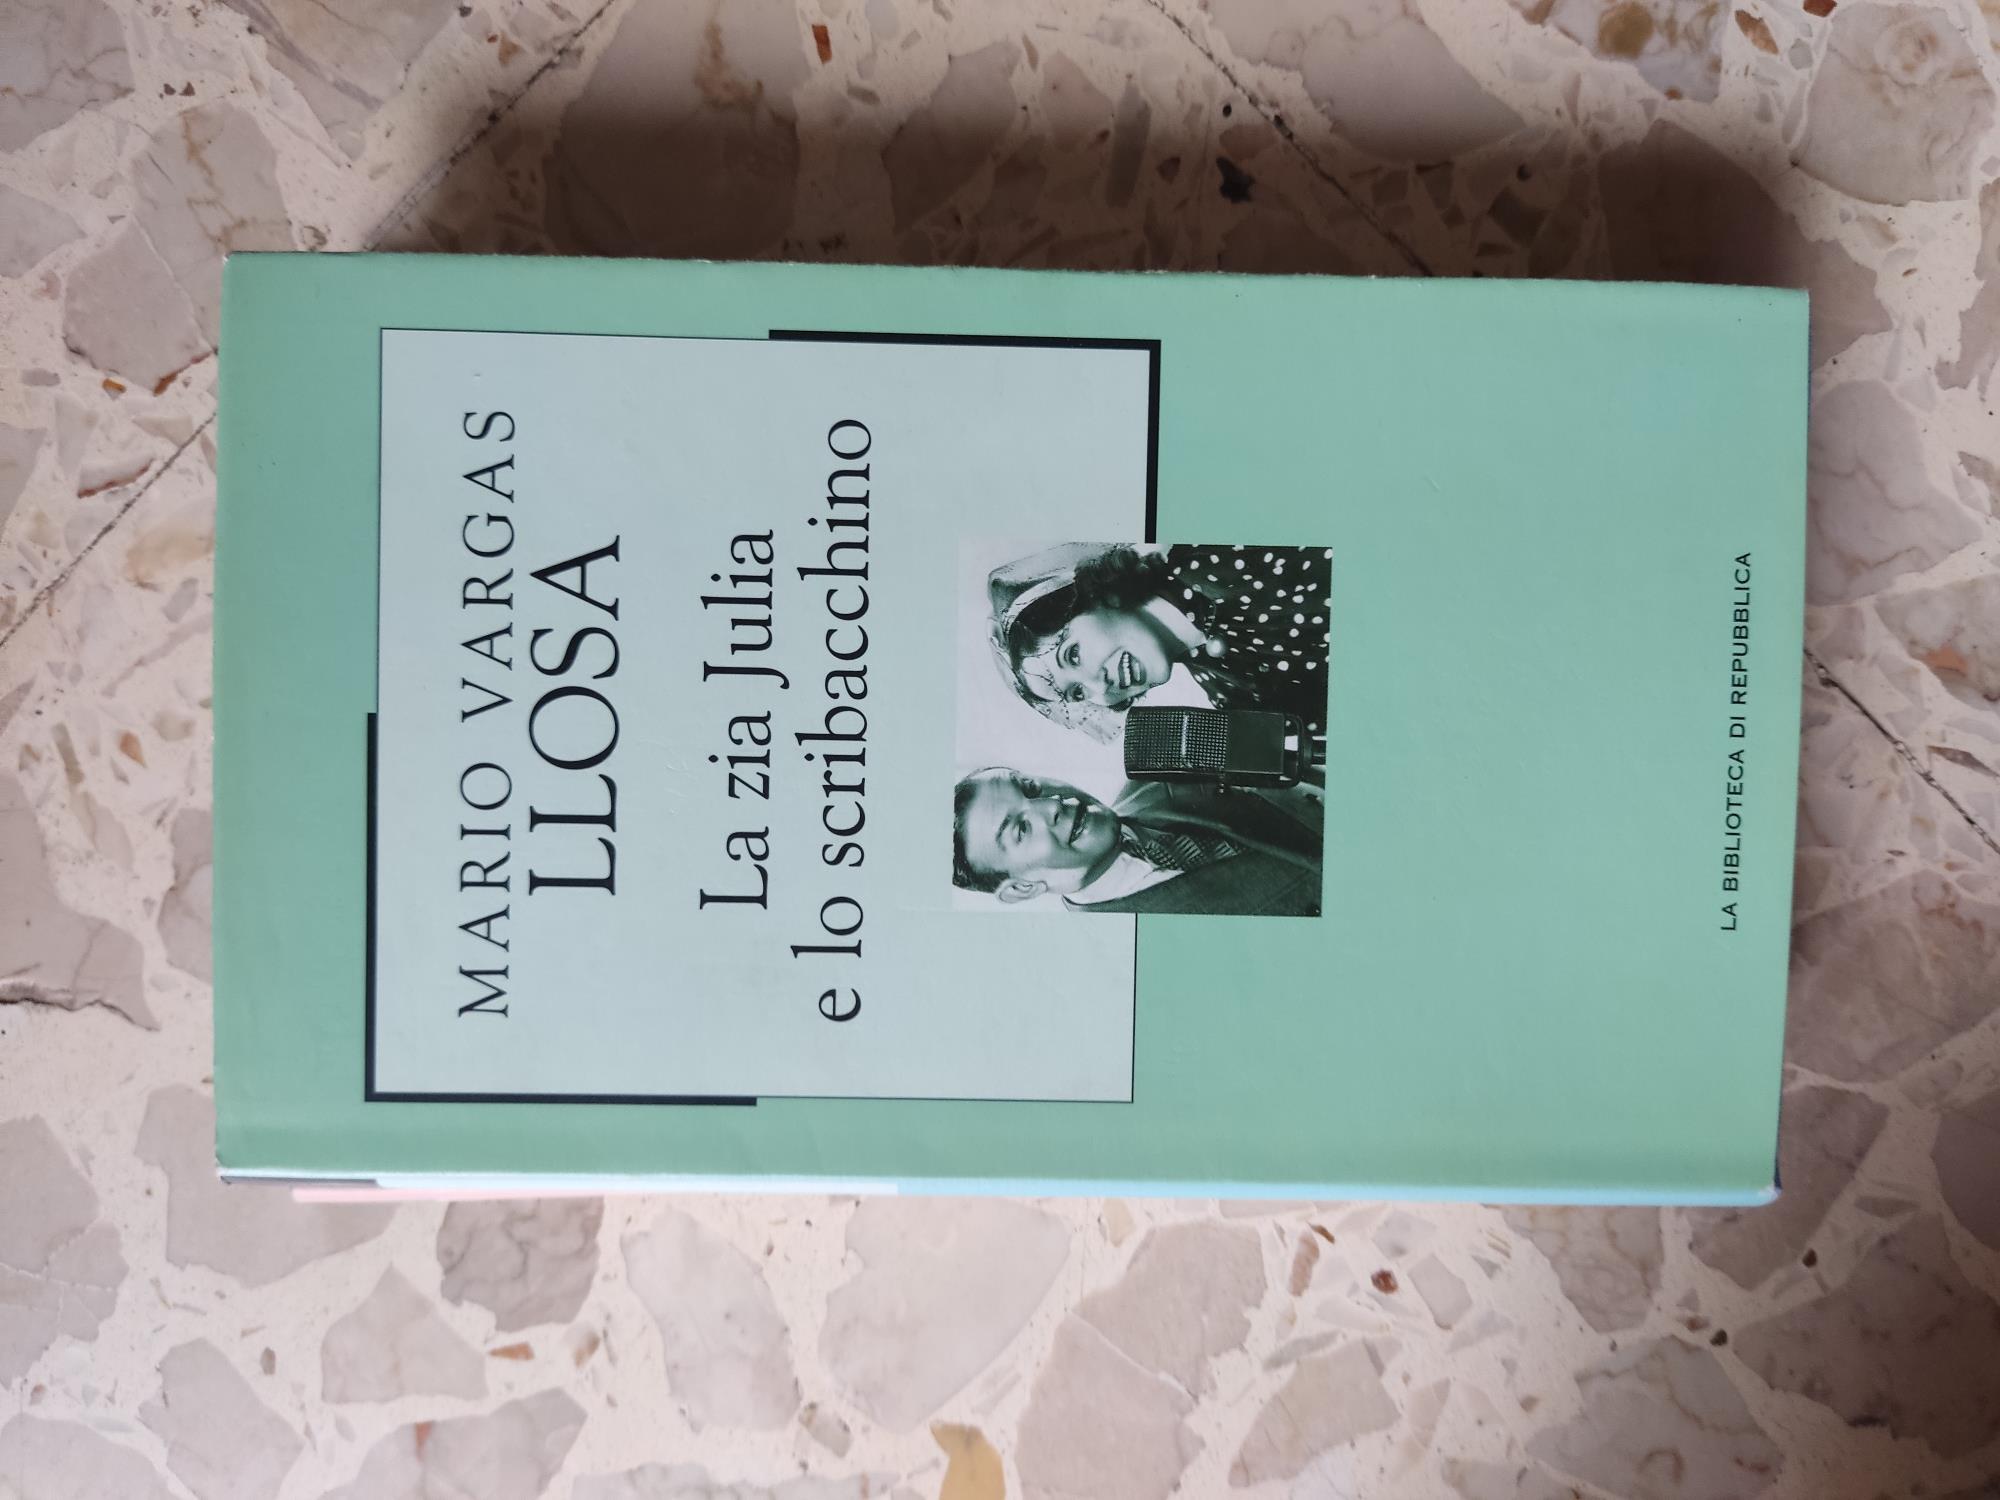 MARIO VARGAS
LLOSA
La zia Julia
e lo scribacchino
LA BIBLIOTECA DI REPUBBLICA